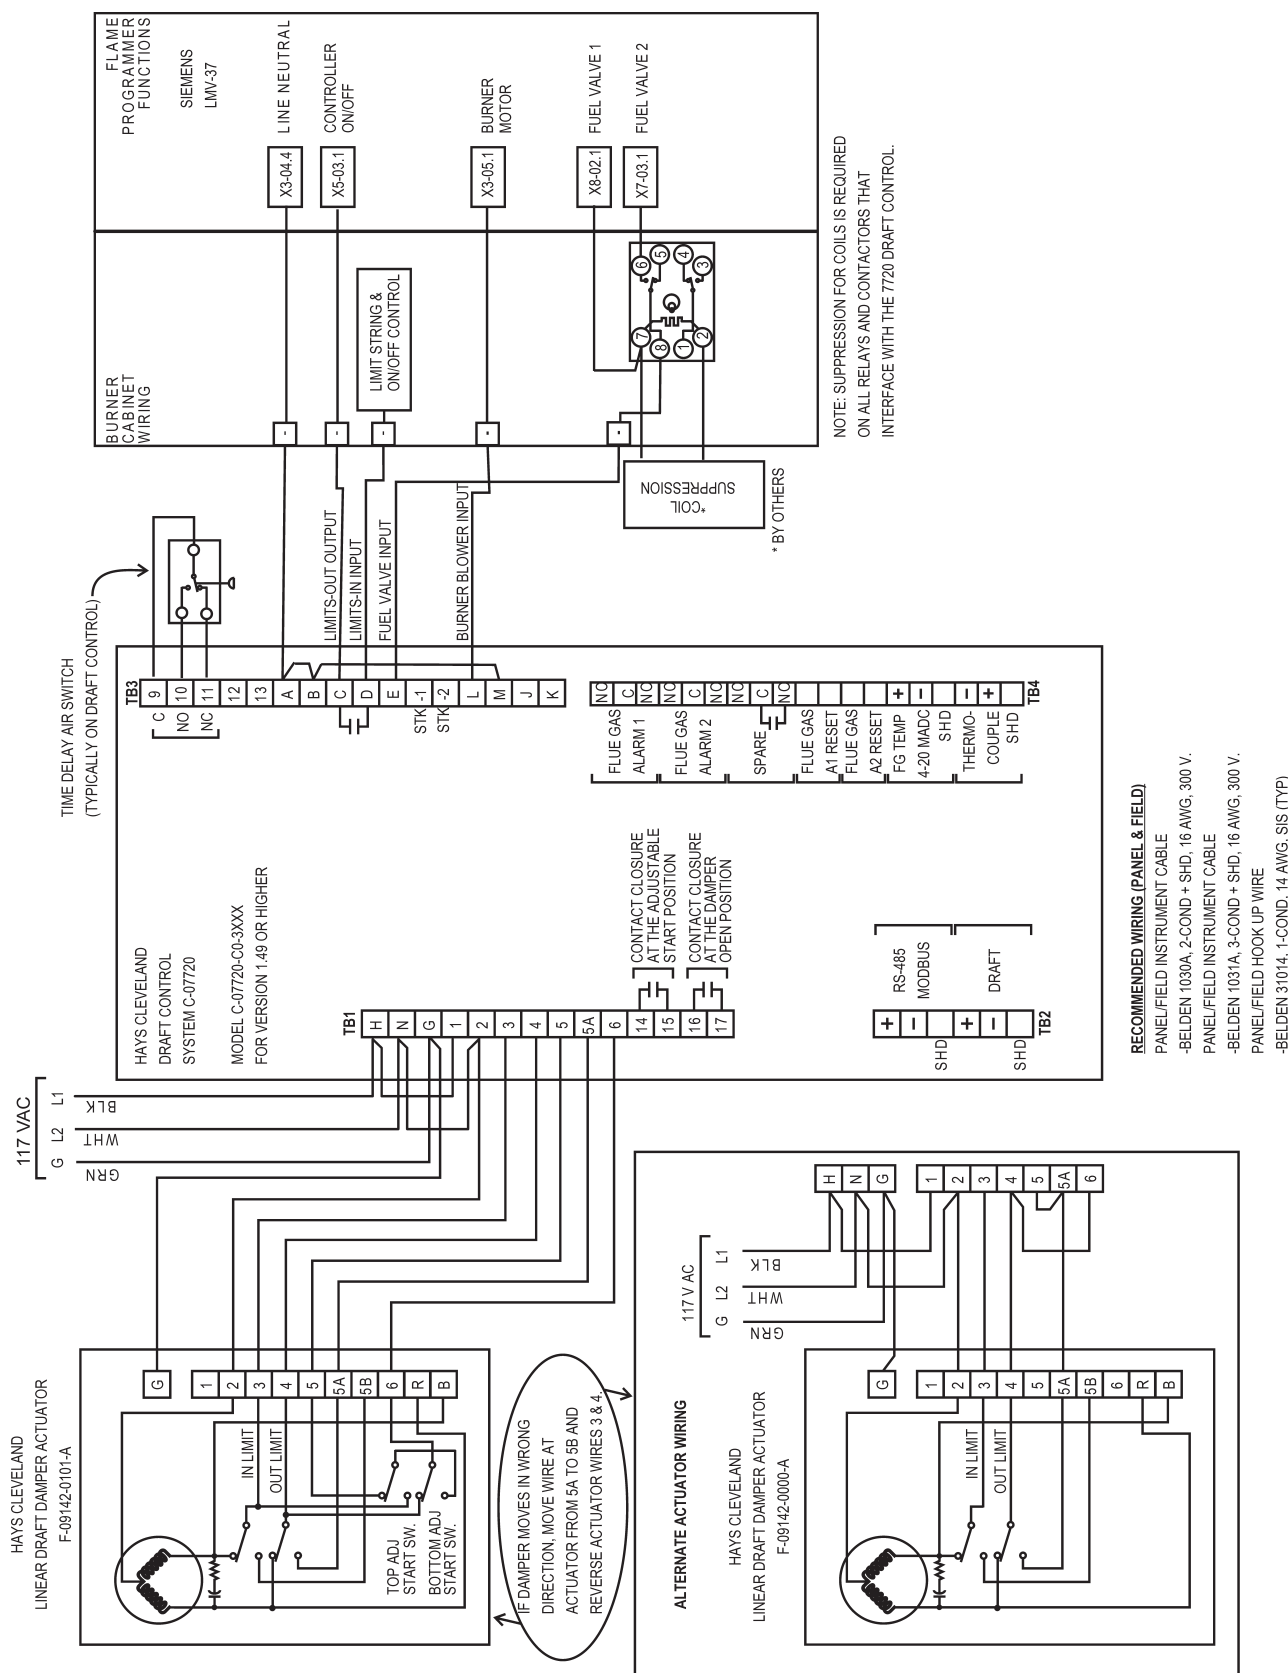 FLAME
PROGRAMMER
FUNCTIONS
SIEMENS
LMV-37
X3-04.4
LINE NEUTRAL
X5-03.1
CONTROLLER
ON/OFF
X3-05.1
BURNER
MOTOR
X8-02.1
FUEL VALVE 1
X7-03.1
FUEL VALVE 2
BURNER
CABINET
WIRING
-
-
-
-
-
LIMIT STRING &
ON/OFF CONTROL
6
5
4
3
7
8
1
2
*COIL
SUPPRESSION
* BY OTHERS
NOTE: SUPPRESSION FOR COILS IS REQUIRED
ON ALL RELAYS AND CONTACTORS THAT
INTERFACE WITH THE 7720 DRAFT CONTROL.
TIME DELAY AIR SWITCH
(TYPICALLY ON DRAFT CONTROL)
LIMITS-OUT OUTPUT
LIMITS-IN INPUT
FUEL VALVE INPUT
BURNER BLOWER INPUT
HAYS CLEVELAND
DRAFT CONTROL
SYSTEM C-07720
MODEL C-07720-C0-3XXX
FOR VERSION 1.49 OR HIGHER
TB3
9
10
11
12
13
A
B
C
D
E
-1
-2
L
M
J
K
C
NO
NC
STK
STK
TB4
NC
C
NC
NC
C
NC
NC
C
NC
+
-
-
+
FLUE GAS
ALARM 1
FLUE GAS
ALARM 2
SPARE
FLUE GAS
A1 RESET
FLUE GAS
A2 RESET
FG TEMP
4-20 MADC
SHD
THERMO-
COUPLE
SHD
TB1
H
N
G
1
2
3
4
5
5A
6
14
15
16
17
CONTACT CLOSURE
AT THE ADJUSTABLE
START POSITION
CONTACT CLOSURE
AT THE DAMPER
OPEN POSITION
TB2
+
-
+
-
SHD
SHD
RS-485
MODBUS
DRAFT
RECOMMENDED WIRING (PANEL & FIELD)
PANEL/FIELD INSTRUMENT CABLE
-BELDEN 1030A, 2-COND + SHD, 16 AWG, 300 V.
PANEL/FIELD INSTRUMENT CABLE
-BELDEN 1031A, 3-COND + SHD, 16 AWG, 300 V.
PANEL/FIELD HOOK UP WIRE
-BELDEN 31014, 1-COND, 14 AWG, SIS (TYP)
117 VAC
G L2 L1
GRN
WHT
BLK
HAYS CLEVELAND
LINEAR DRAFT DAMPER ACTUATOR
F-09142-0101-A
G
1
2
3
4
5
5A
5B
6
R
B
IN LIMIT
OUT LIMIT
TOP ADJ
START SW.
BOTTOM ADJ
START SW.
IF DAMPER MOVES IN WRONG
DIRECTION, MOVE WIRE AT
ACTUATOR FROM 5A TO 5B AND
REVERSE ACTUATOR WIRES 3 & 4.
ALTERNATE ACTUATOR WIRING
HAYS CLEVELAND
LINEAR DRAFT DAMPER ACTUATOR
F-09142-0000-A
117 V AC
G L2 L1
GRN
WHT
BLK
H
N
G
1
2
3
4
5
5A
6
G
1
2
3
4
5
5A
5B
6
R
B
IN LIMIT
OUT LIMIT